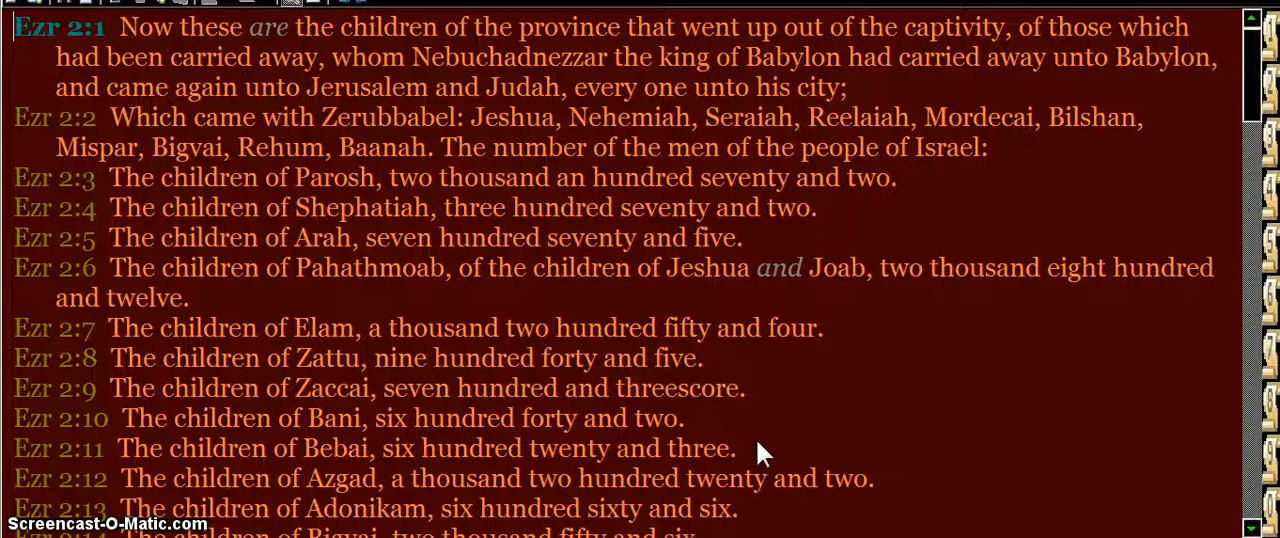 Ezr 2:1 Now these are the children of the province that went up out of the captivity, of those which
had been carried away, whom Nebuchadnezzar the king of Babylon had carried away unto Babylon,
and came again unto Jerusalem and Judah, every one unto his city;
Ezr 2:2 Which came with Zerubbabel: Jeshua, Nehemiah, Seraiah, Reelaiah, Mordecai, Bilshan,
Mispar, Bigvai, Rehum, Baanah. The number of the men of the people of Israel:
Ezr 2:3 The children of Parosh, two thousand an hundred seventy and two.
Ezr 2:4 The children of Shephatiah, three hundred seventy and two.
Ezr 2:5 The children of Arah, seven hundred seventy and five.
Ezr 2:6 The children of Pahathmoab, of the children of Jeshua and Joab, two thousand eight hundred
and twelve.
Ezr 2:7 The children of Elam, a thousand two hundred fifty and four.
Ezr 2:8 The children of Zattu, nine hundred forty and five.
Ezr 2:9 The children of Zaccai, seven hundred and threescore.
Ezr 2:10 The children of Bani, six hundred forty and two.
Ezr 2:11 The children of Bebai, six hundred twenty and three.
Ezr 2:12 The children of Azgad, a thousand two hundred twenty and two.
Ezr 2:13 The children of Adonikam, six hundred sixty and six.
Screencast-O-Matic.com
The children of Bigvai, two thousand fifty and six.